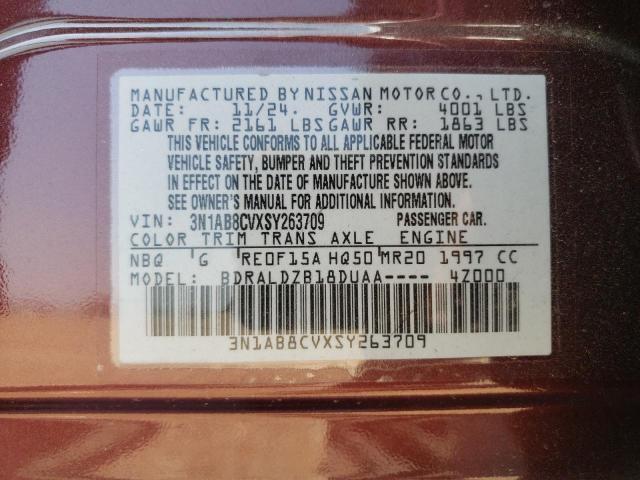 MANUFACTURED BY NISSAN MOTOR CO., LTD.
DATE: 11/24. GVWR: 4001 LBS
GAWR FR: 2161 LBS GAWR RR: 1863 LBS
THIS VEHICLE CONFORMS TO ALL APPLICABLE FEDERAL MOTOR
VEHICLE SAFETY, BUMPER AND THEFT PREVENTION STANDARDS
IN EFFECT ON THE DATE OF MANUFACTURE SHOWN ABOVE.
SEE OWNER'S MANUAL FOR ADDITIONAL INFORMATION.
VIN: 3N1AB8CVXSY263709 PASSENGER CAR.
COLOR TRIM TRANS AXLE ENGINE
NBQ G RE0F15A HQ50 MR20 1997 CC
MODEL: BDRALDZB18DUAA---- 4Z000
3N1AB8CVXSY263709